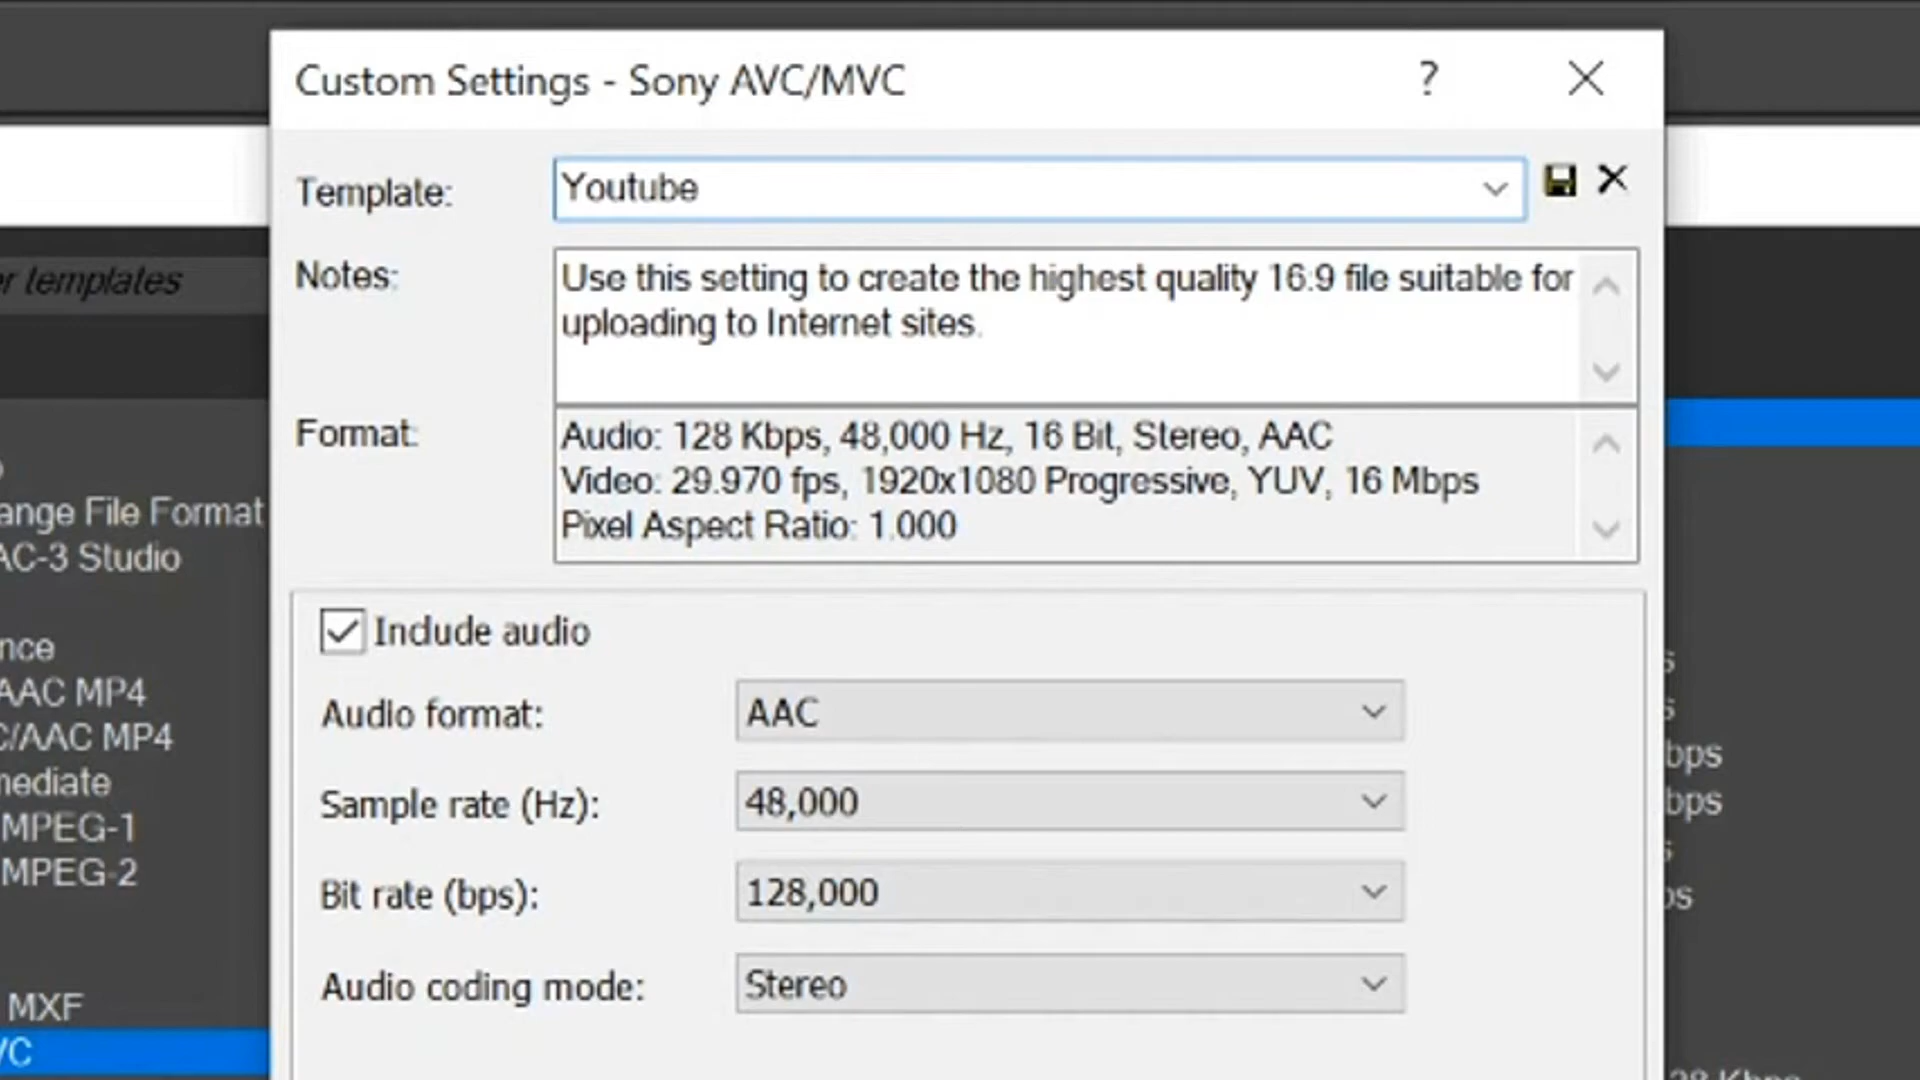 Custom Settings - Sony AVC/MVC
?
Template:
Youtube
Notes:
Use this setting to create the highest quality 16:9 file suitable for
uploading to Internet sites.
Format:
Audio: 128 Kbps, 48,000 Hz, 16 Bit, Stereo, AAC
Video: 29.970 fps, 1920x1080 Progressive, YUV, 16 Mbps
Pixel Aspect Ratio: 1.000
Include audio
Audio format:
AAC
Sample rate (Hz):
48,000
Bit rate (bps):
128,000
Audio coding mode:
Stereo
r templates
ange File Format
AC-3 Studio
nce
AAC MP4
C/AAC MP4
mediate
MPEG-1
MPEG-2
MXF
VC
s
s
bps
bps
s
ps